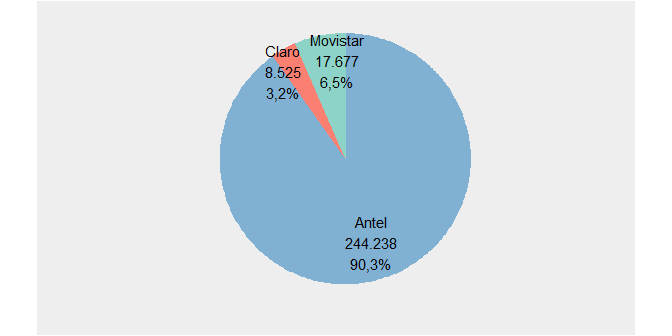 Movistar
17.677
6,5%
Claro
8.525
3,2%
Antel
244.238
90,3%